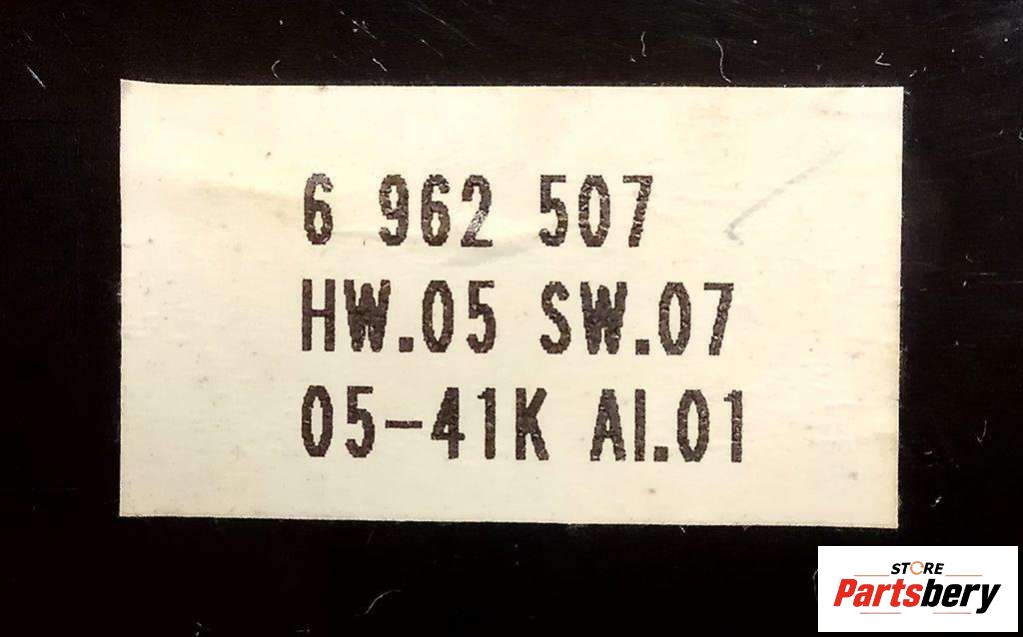 6 962 507
HW.05 SW.07
05-41K AI.01
STORE
Partsbery